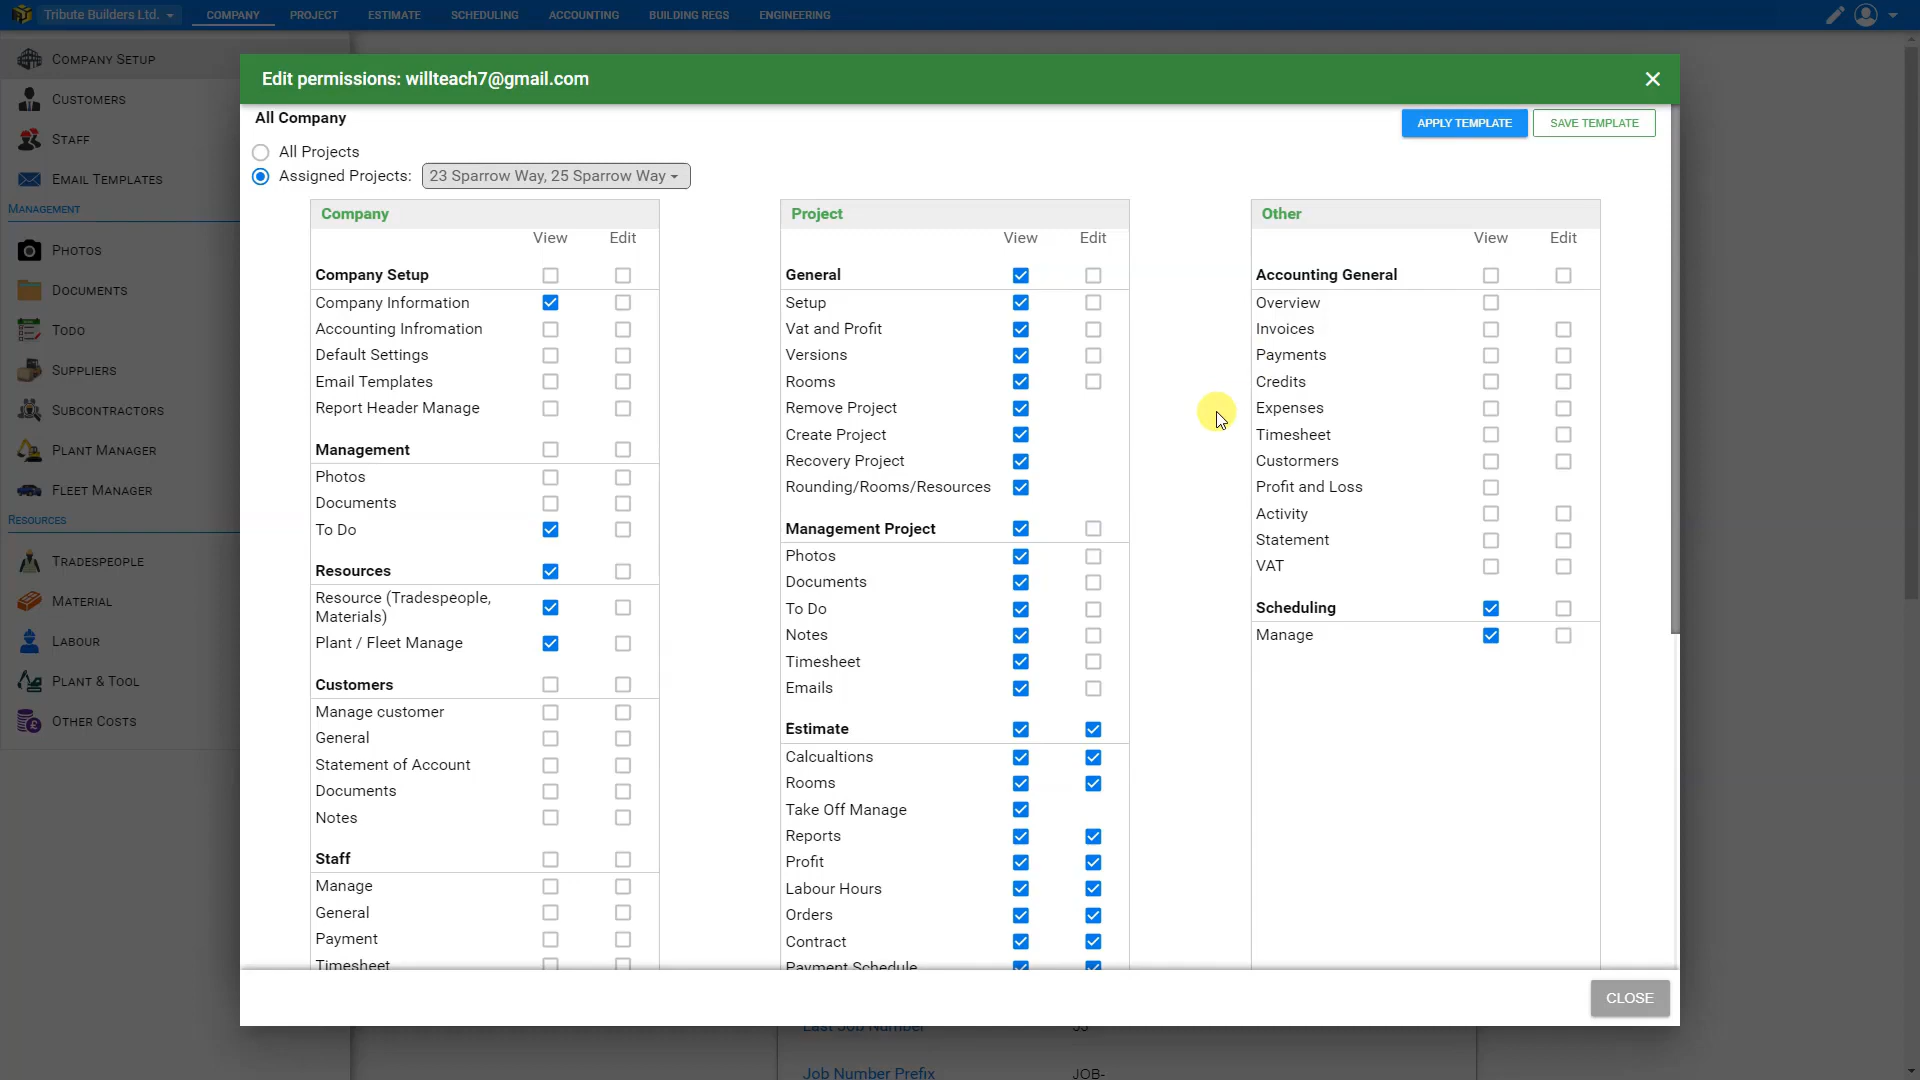 Tribute Builders Ltd.
COMPANY
PROJECT
ESTIMATE
SCHEDULING
ACCOUNTING
BUILDING REGS
ENGINEERING
COMPANY SETUP
CUSTOMERS
STAFF
EMAIL TEMPLATES
MANAGEMENT
PHOTOS
DOCUMENTS
TODO
SUPPLIERS
SUBCONTRACTORS
PLANT MANAGER
FLEET MANAGER
RESOURCES
TRADESPEOPLE
MATERIAL
LABOUR
PLANT & TOOL
OTHER COSTS
Edit permissions: willteach7@gmail.com
All Company
APPLY TEMPLATE
SAVE TEMPLATE
All Projects
Assigned Projects: 23 Sparrow Way, 25 Sparrow Way
Company
View Edit
Company Setup
Company Information
Accounting Infromation
Default Settings
Email Templates
Report Header Manage
Management
Photos
Documents
To Do
Resources
Resource (Tradespeople,
Materials)
Plant / Fleet Manage
Customers
Manage customer
General
Statement of Account
Documents
Notes
Staff
Manage
General
Payment
Timesheet
Project
View Edit
General
Setup
Vat and Profit
Versions
Rooms
Remove Project
Create Project
Recovery Project
Rounding/Rooms/Resources
Management Project
Photos
Documents
To Do
Notes
Timesheet
Emails
Estimate
Calcualtions
Rooms
Take Off Manage
Reports
Profit
Labour Hours
Orders
Contract
Payment Schedule
Other
View Edit
Accounting General
Overview
Invoices
Payments
Credits
Expenses
Timesheet
Custormers
Profit and Loss
Activity
Statement
VAT
Scheduling
Manage
CLOSE
Last Job Number
Job Number Prefix JOB-